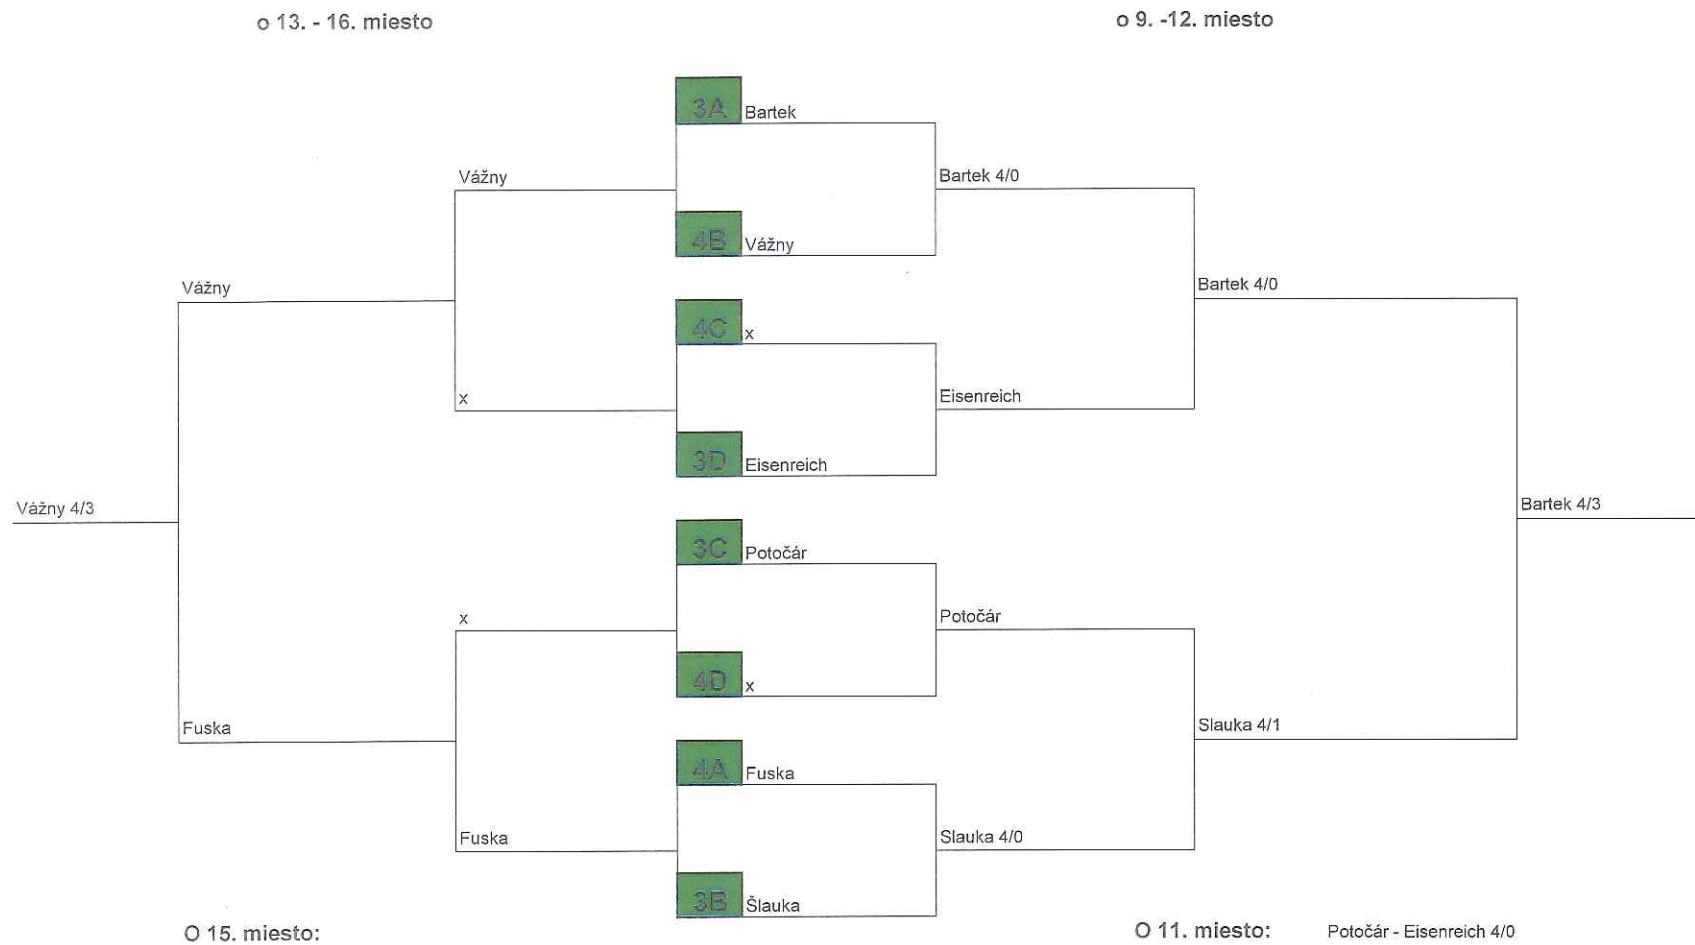 o 13. - 16. miesto
o 9. -12. miesto
3A Bartek
Vážny
Bartek 4/0
4B Vážny
Vážny
Bartek 4/0
4C x
x
Eisenreich
3D Eisenreich
Vážny 4/3
Bartek 4/3
3C Potočár
x
Potočár
4D x
Fuska
Slauka 4/1
4A Fuska
Fuska
Slauka 4/0
3B Šlauka
O 15. miesto:
O 11. miesto: Potočár - Eisenreich 4/0